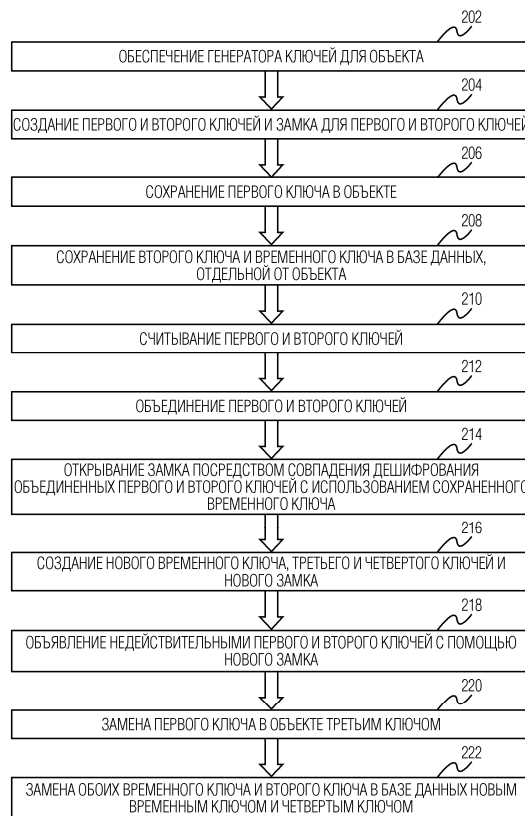 202
ОБЕСПЕЧЕНИЕ ГЕНЕРАТОРА КЛЮЧЕЙ ДЛЯ ОБЪЕКТА
204
СОЗДАНИЕ ПЕРВОГО И ВТОРОГО КЛЮЧЕЙ И ЗАМКА ДЛЯ ПЕРВОГО И ВТОРОГО КЛЮЧЕЙ
206
СОХРАНЕНИЕ ПЕРВОГО КЛЮЧА В ОБЪЕКТЕ
208
СОХРАНЕНИЕ ВТОРОГО КЛЮЧА И ВРЕМЕННОГО КЛЮЧА В БАЗЕ ДАННЫХ,
ОТДЕЛЬНОЙ ОТ ОБЪЕКТА
210
СЧИТЫВАНИЕ ПЕРВОГО И ВТОРОГО КЛЮЧЕЙ
212
ОБЪЕДИНЕНИЕ ПЕРВОГО И ВТОРОГО КЛЮЧЕЙ
214
ОТКРЫВАНИЕ ЗАМКА ПОСРЕДСТВОМ СОВПАДЕНИЯ ДЕШИФРОВАНИЯ
ОБЪЕДИНЕННЫХ ПЕРВОГО И ВТОРОГО КЛЮЧЕЙ С ИСПОЛЬЗОВАНИЕМ СОХРАНЕННОГО
ВРЕМЕННОГО КЛЮЧА
216
СОЗДАНИЕ НОВОГО ВРЕМЕННОГО КЛЮЧА, ТРЕТЬЕГО И ЧЕТВЕРТОГО КЛЮЧЕЙ И
НОВОГО ЗАМКА
218
ОБЪЯВЛЕНИЕ НЕДЕЙСТВИТЕЛЬНЫМИ ПЕРВОГО И ВТОРОГО КЛЮЧЕЙ С ПОМОЩЬЮ
НОВОГО ЗАМКА
220
ЗАМЕНА ПЕРВОГО КЛЮЧА В ОБЪЕКТЕ ТРЕТЬИМ КЛЮЧОМ
222
ЗАМЕНА ОБОИХ ВРЕМЕННОГО КЛЮЧА И ВТОРОГО КЛЮЧА В БАЗЕ ДАННЫХ НОВЫМ
ВРЕМЕННЫМ КЛЮЧОМ И ЧЕТВЕРТЫМ КЛЮЧОМ